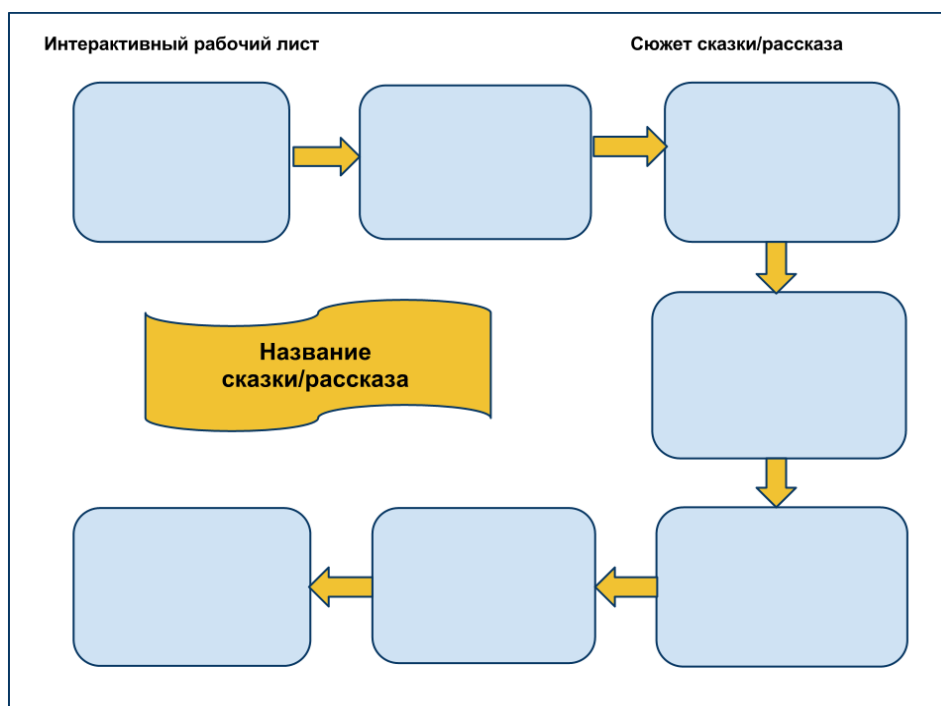 Интерактивный рабочий лист
Сюжет сказки/рассказа
Название
сказки/рассказа